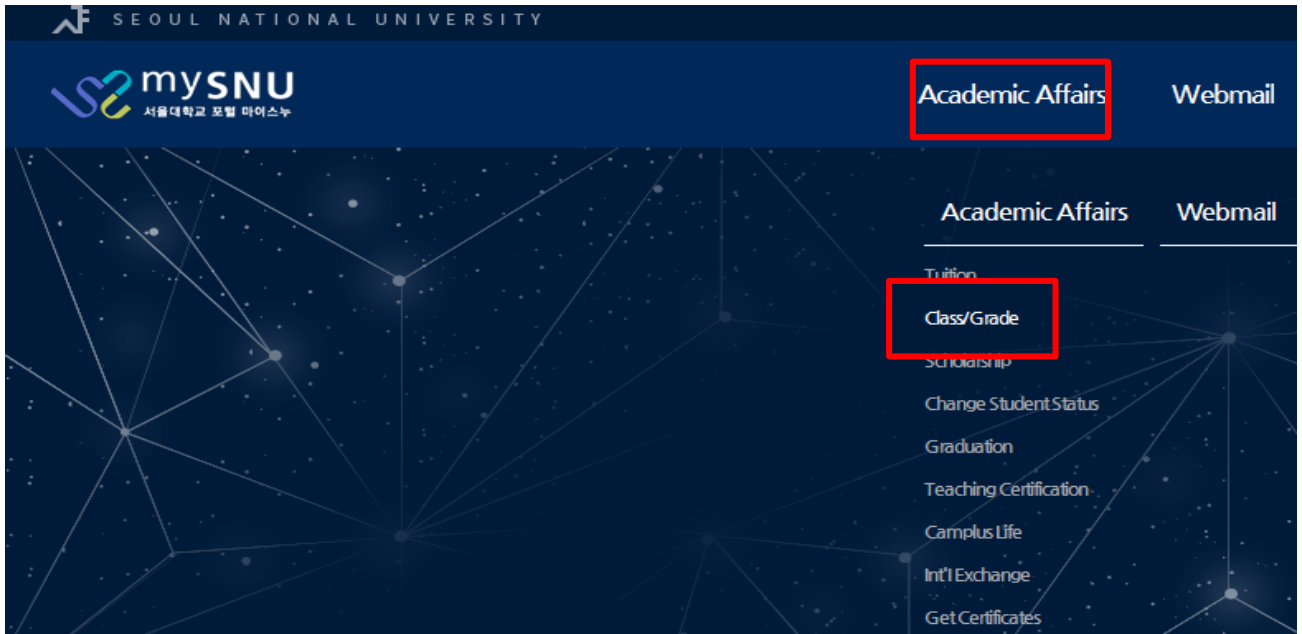 SEOUL NATIONAL UNIVERSITY
mySNU
서울대학교 포털 마이스누
Academic Affairs Webmail
Academic Affairs Webmail
Tuition
Class/Grade
Scholarship
Change Student Status
Graduation
Teaching Certification
Camplus Life
Int'l Exchange
Get Certificates